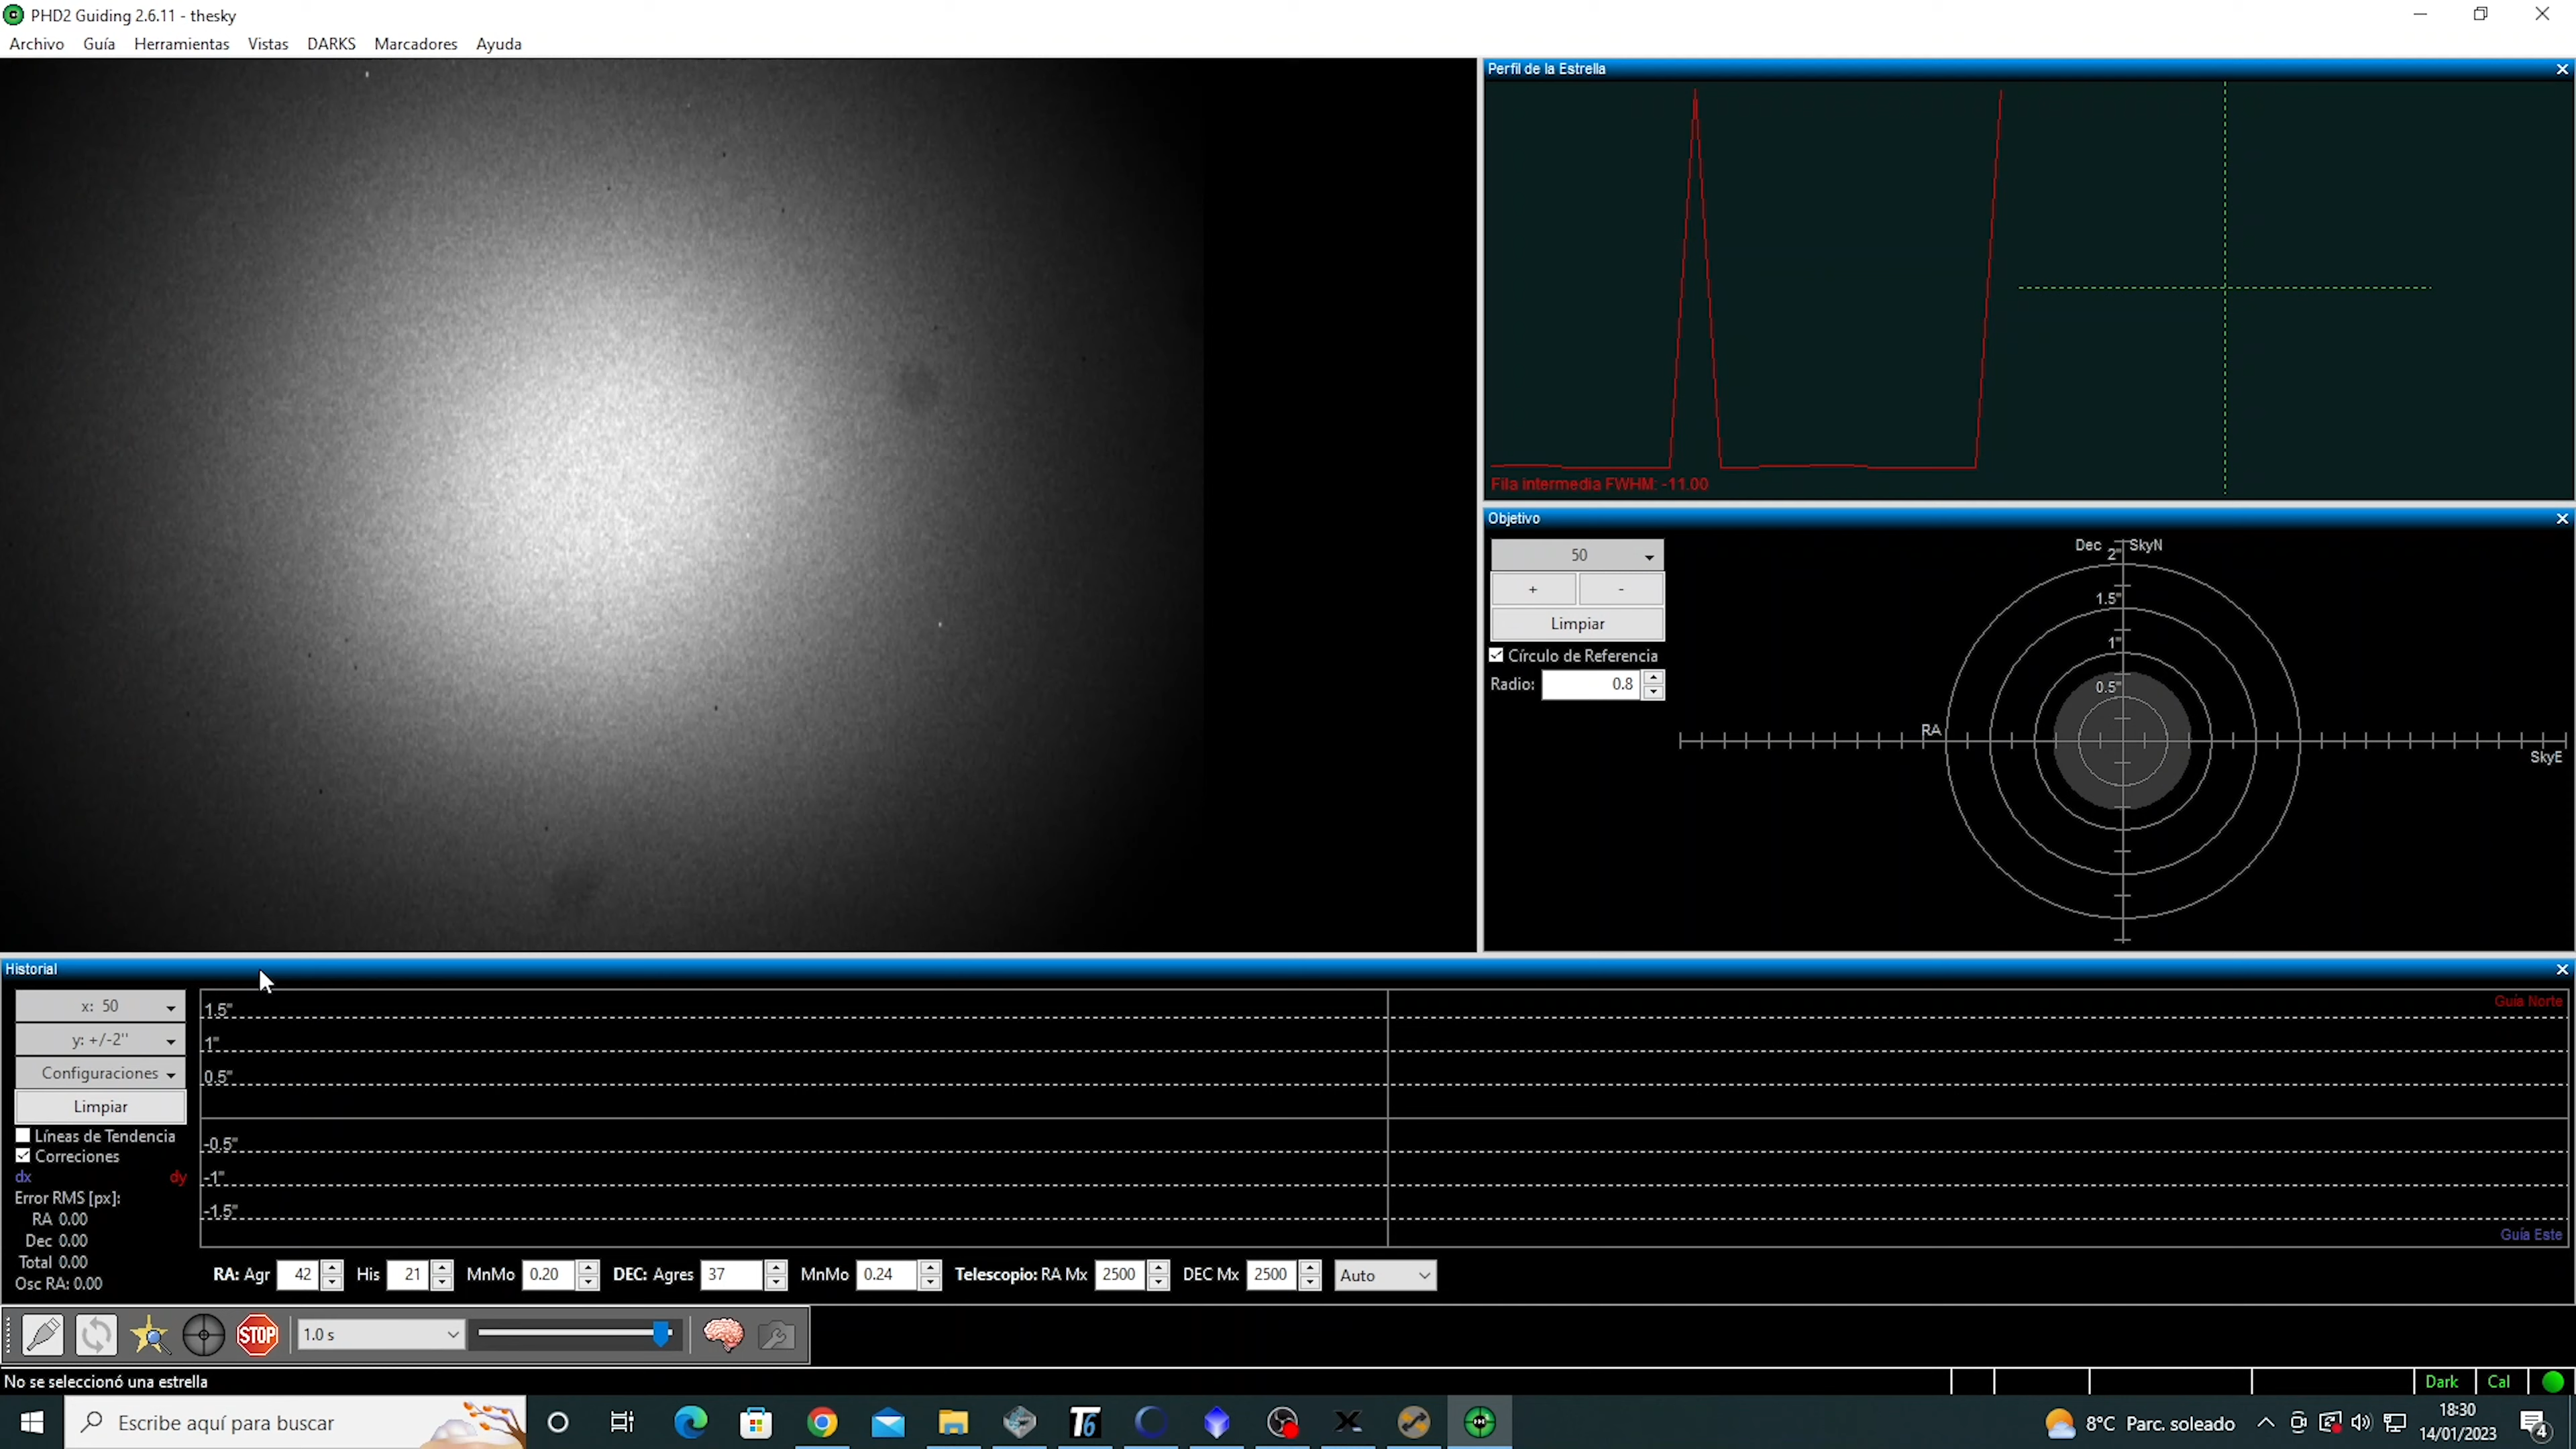 PHD2 Guiding 2.6.11 - thesky
Archivo Guía Herramientas Vistas DARKS Marcadores Ayuda
Perfil de la Estrella
Fila intermedia FWHM: -11.00
Objetivo
50
+ -
Limpiar
Círculo de Referencia
Radio: 0.8
Dec SkyN
2"
1.5"
1"
0.5"
RA
SkyE
Historial
x: 50
y: +/-2"
Configuraciones
Limpiar
Líneas de Tendencia
Correciones
dx dy
Error RMS [px]:
RA 0.00
Dec 0.00
Total 0.00
Osc RA: 0.00
1.5"
1"
0.5"
-0.5"
-1"
-1.5"
Guía Norte
Guía Este
RA: Agr 42 His 21 MnMo 0.20 DEC: Agres 37 MnMo 0.24 Telescopio: RA Mx 2500 DEC Mx 2500 Auto
STOP 1.0 s
No se seleccionó una estrella
Dark Cal
Escribe aquí para buscar
T6
8°C Parc. soleado
18:30
14/01/2023
4